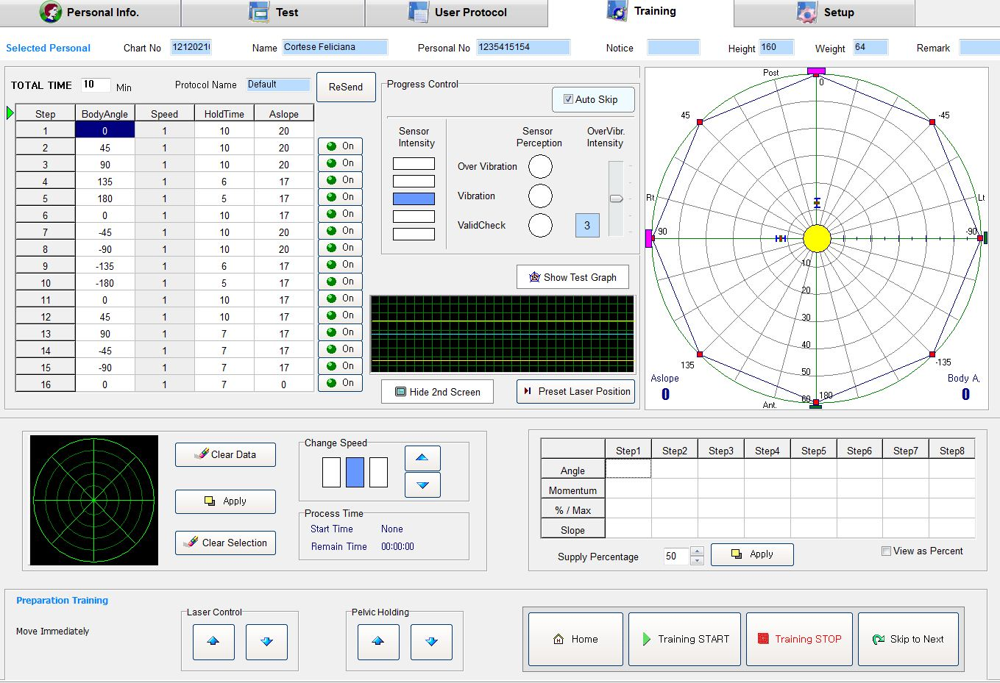 Personal Info. Test User Protocol Training Setup
Selected Personal Chart No 1212021 Name Cortese Feliciana Personal No 1235415154 Notice Height 160 Weight 64 Remark
TOTAL TIME 10 Min Protocol Name Default ReSend
Step BodyAngle Speed HoldTime Aslope
1 0 1 10 20
2 45 1 10 20 On
3 90 1 10 20 On
4 135 1 6 17 On
5 180 1 5 17 On
6 0 1 10 17 On
7 -45 1 10 20 On
8 -90 1 10 20 On
9 -135 1 6 17 On
10 -180 1 5 17 On
11 0 1 10 17 On
12 45 1 10 17 On
13 90 1 7 17 On
14 -45 1 7 17 On
15 -90 1 7 17 On
16 0 1 7 0 On
Progress Control
Auto Skip
Sensor Intensity
Sensor Perception
OverVibr. Intensity
Over Vibration
Vibration
ValidCheck
3
Show Test Graph
Hide 2nd Screen
Preset Laser Position
Post
0
45 -45
Rt Lt
90 -90
10
20
30
40
50
60 180
135 -135
Ant.
Aslope Body A,
0 0
Clear Data
Apply
Clear Selection
Change Speed
Process Time
Start Time None
Remain Time 00:00:00
Step1 Step2 Step3 Step4 Step5 Step6 Step7 Step8
Angle
Momentum
% / Max
Slope
Supply Percentage 50 Apply View as Percent
Preparation Training
Move Immediately
Laser Control
Pelvic Holding
Home Training START Training STOP Skip to Next